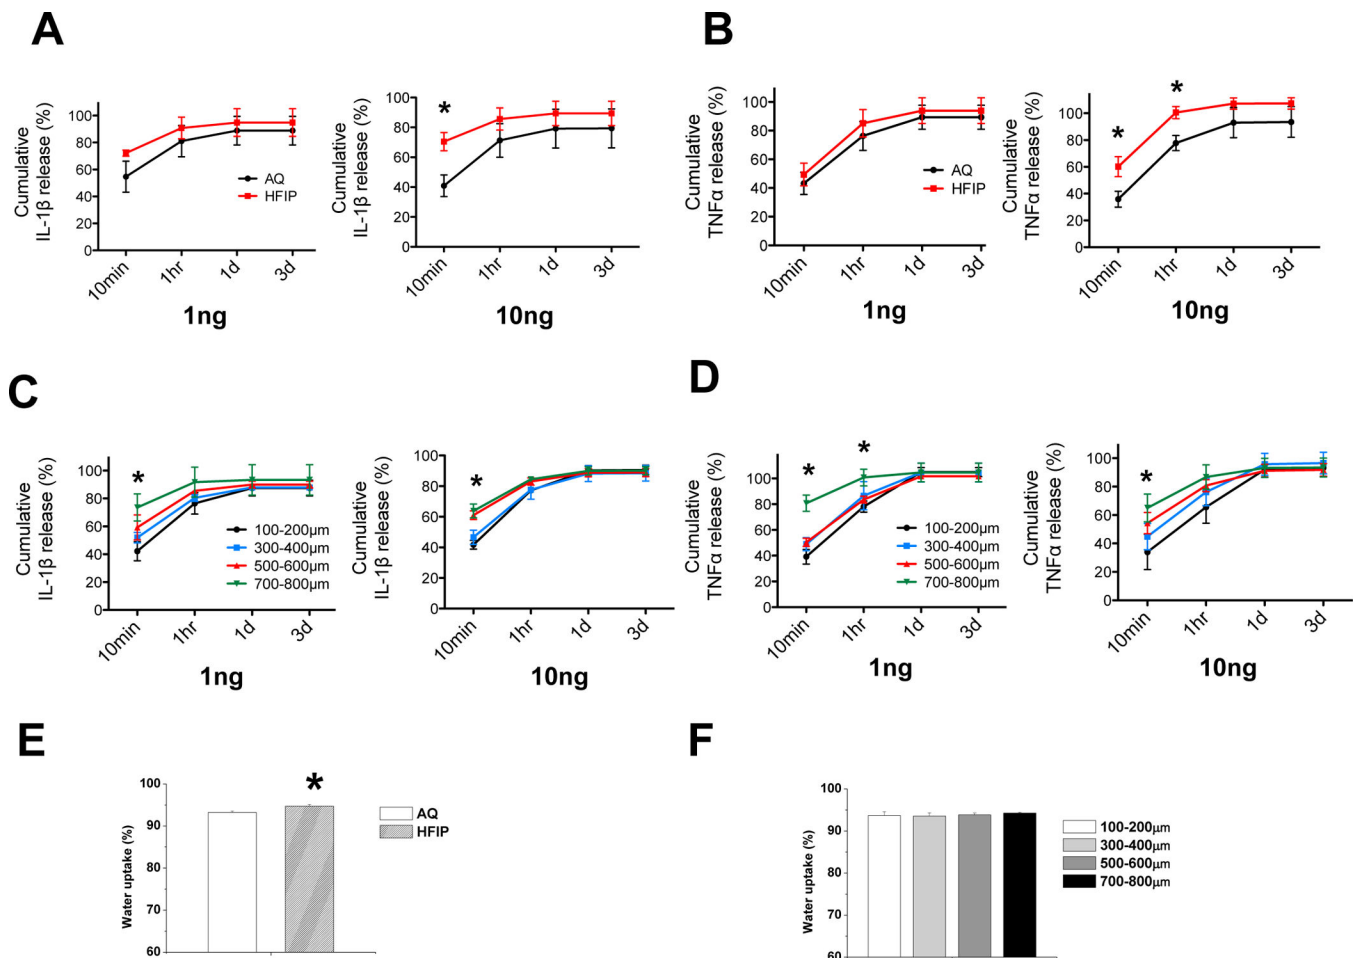 A
B
Cumulative
IL-1β release (%)
100
80
60
40
20
0
AQ
HFIP
10min
1hr
1d
3d
1ng
Cumulative
IL-1β release (%)
100
80
60
40
20
0
*
10min
1hr
1d
3d
10ng
Cumulative
TNFα release (%)
100
80
60
40
20
0
AQ
HFIP
10min
1hr
1d
3d
1ng
Cumulative
TNFα release (%)
100
80
60
40
20
0
*
*
10min
1hr
1d
3d
10ng
C
D
Cumulative
IL-1β release (%)
100
80
60
40
20
0
*
100-200μm
300-400μm
500-600μm
700-800μm
10min
1hr
1d
3d
1ng
Cumulative
IL-1β release (%)
100
80
60
40
20
0
*
10min
1hr
1d
3d
10ng
Cumulative
TNFα release (%)
100
80
60
40
20
0
*
*
100-200μm
300-400μm
500-600μm
700-800μm
10min
1hr
1d
3d
1ng
Cumulative
TNFα release (%)
100
80
60
40
20
0
*
10min
1hr
1d
3d
10ng
E
F
Water uptake (%)
100
90
80
70
60
*
AQ
HFIP
Water uptake (%)
100
90
80
70
60
100-200μm
300-400μm
500-600μm
700-800μm